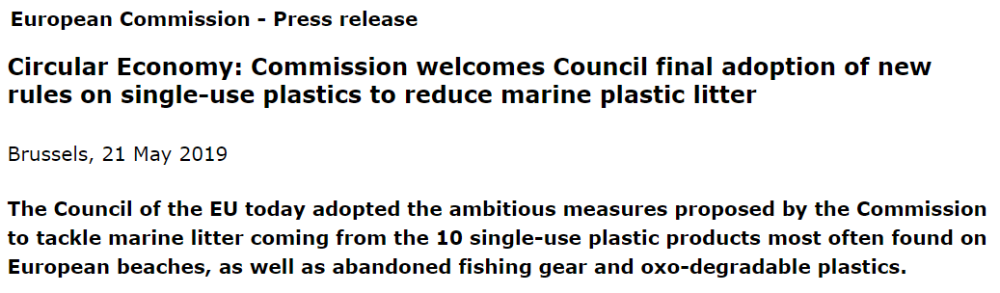 European Commission - Press release
Circular Economy: Commission welcomes Council final adoption of new
rules on single-use plastics to reduce marine plastic litter
Brussels, 21 May 2019
The Council of the EU today adopted the ambitious measures proposed by the Commission
to tackle marine litter coming from the 10 single-use plastic products most often found on
European beaches, as well as abandoned fishing gear and oxo-degradable plastics.